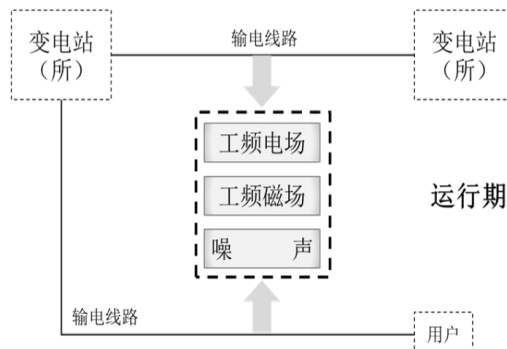 变电站
（所）
输电线路
变电站
（所）
工频电场
工频磁场
噪 声
运行期
输电线路
用户